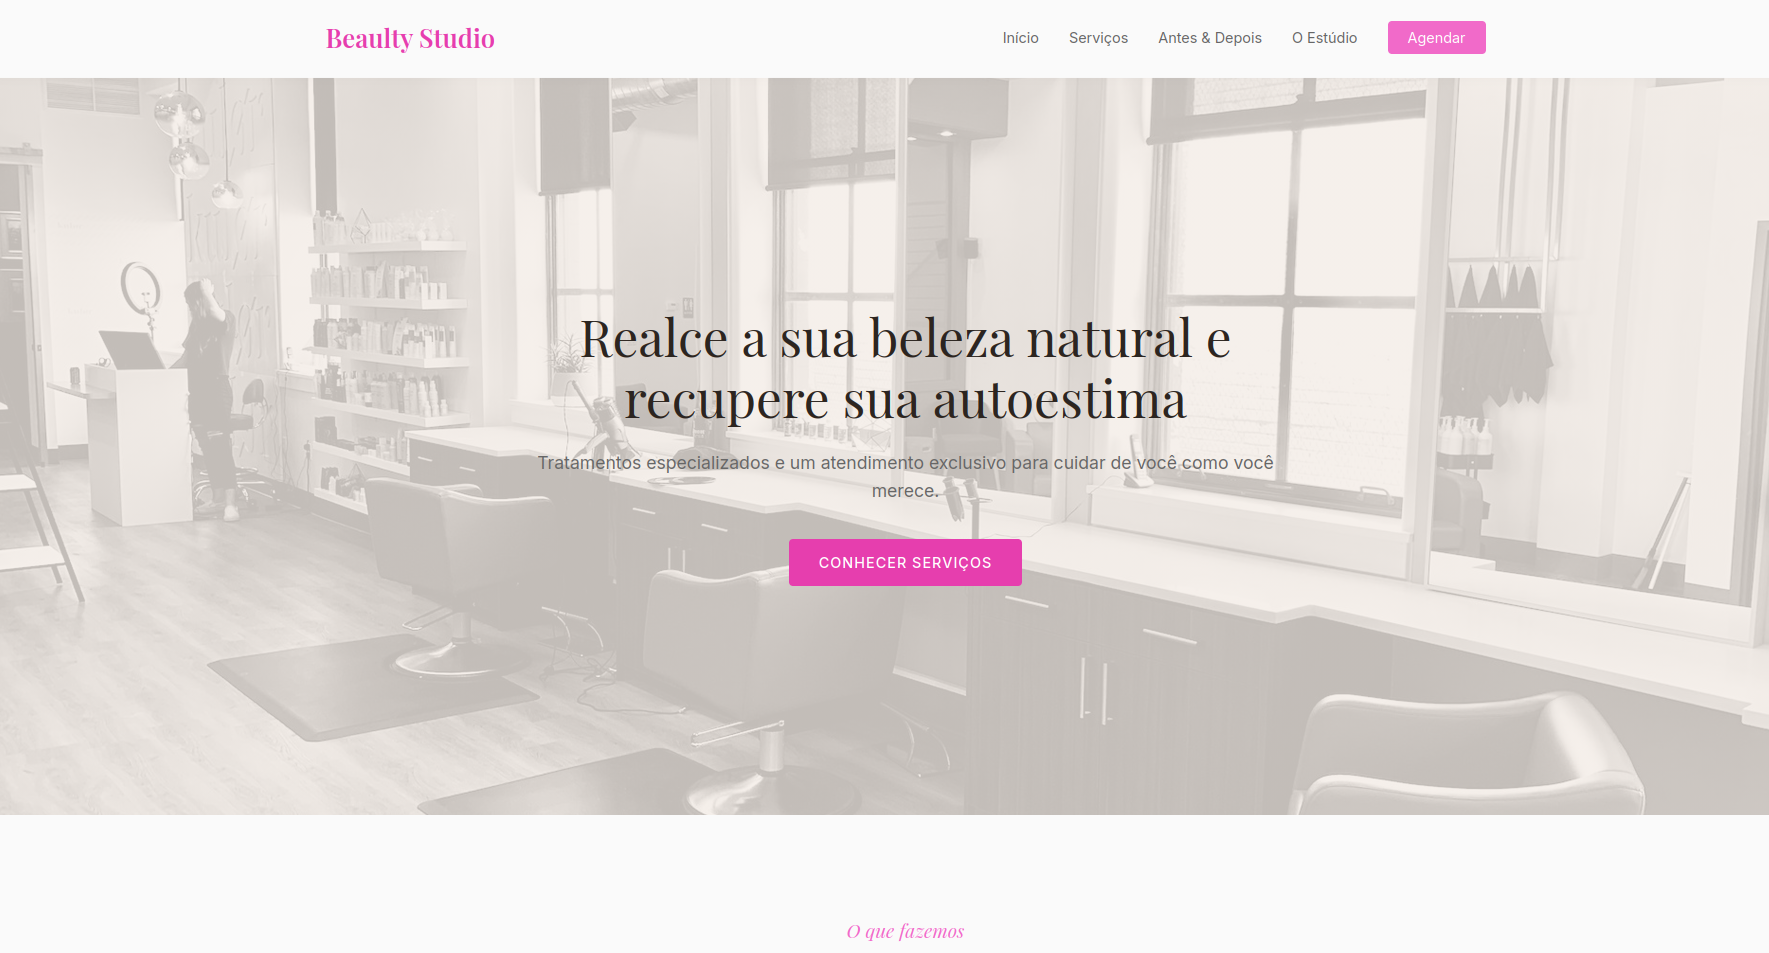 Beaulty Studio
Início
Serviços
Antes & Depois
O Estúdio
Agendar
Realce a sua beleza natural e
recupere sua autoestima
Tratamentos especializados e um atendimento exclusivo para cuidar de você como você
merece.
CONHECER SERVIÇOS
O que fazemos